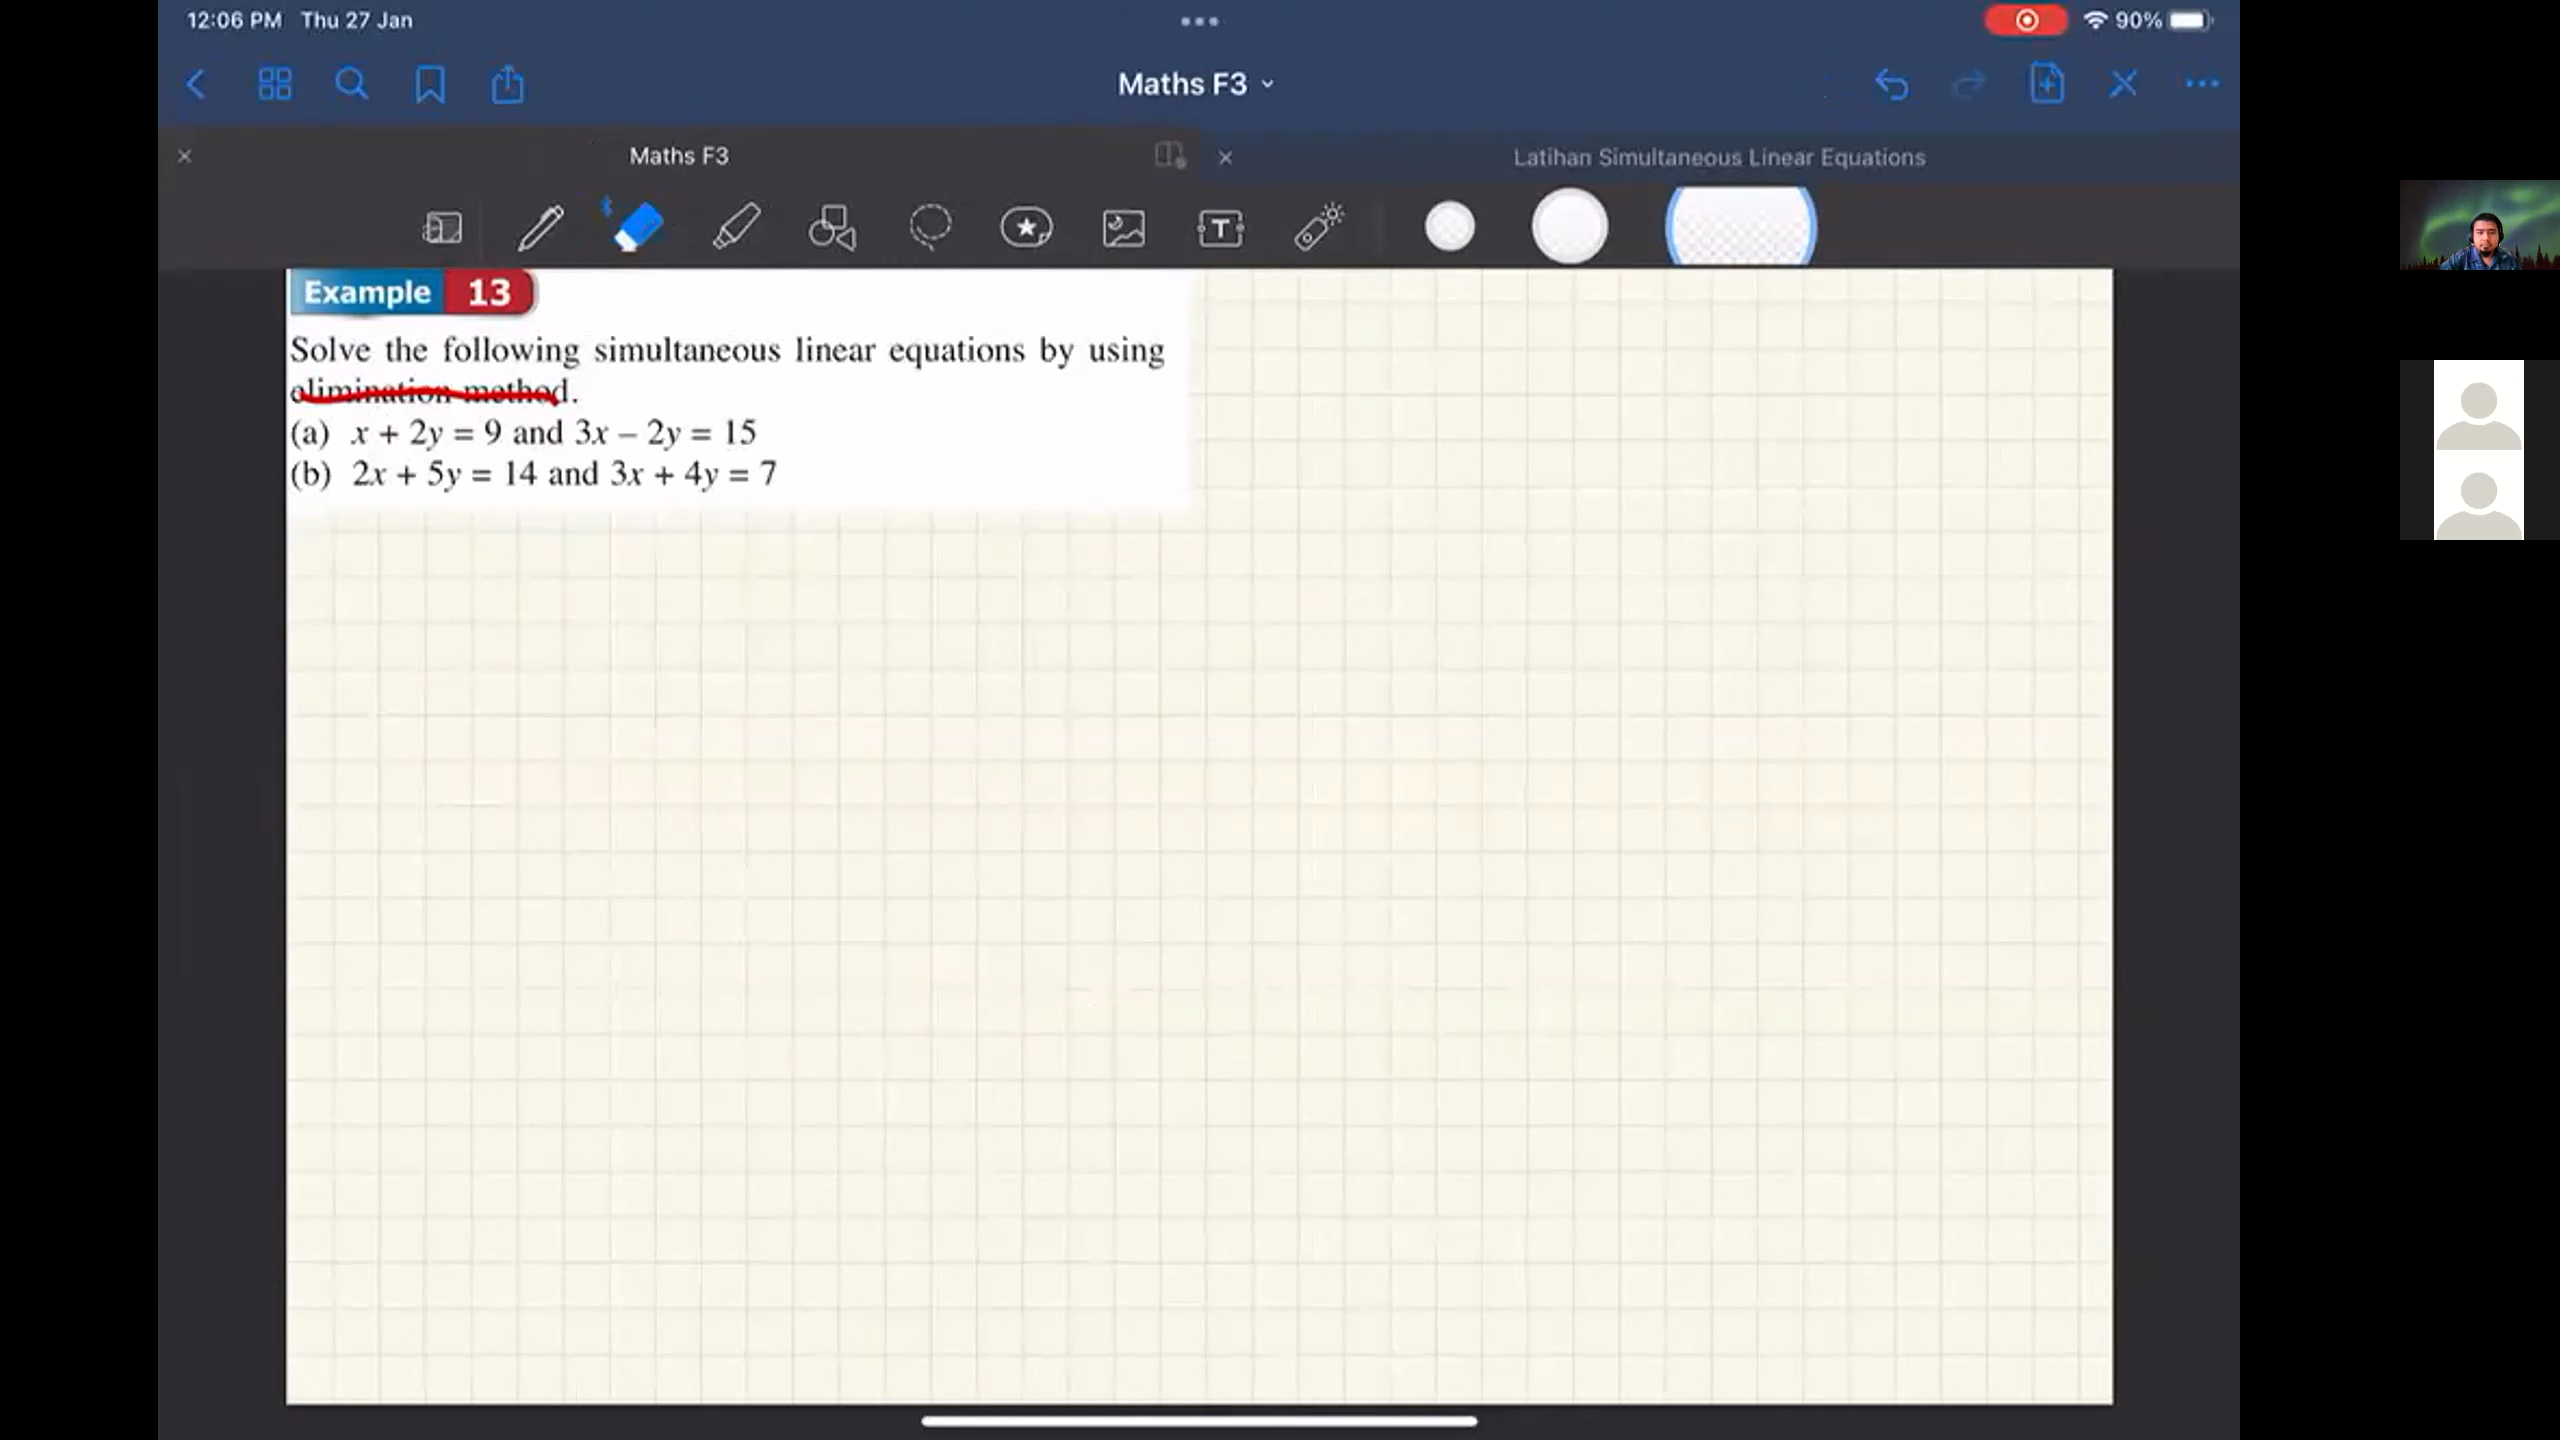 12:06 PM Thu 27 Jan
90%
Maths F3
Maths F3
Latihan Simultaneous Linear Equations
T
Example 13
Solve the following simultaneous linear equations by using
elimination method.
(a) x + 2y = 9 and 3x – 2y = 15
(b) 2x + 5y = 14 and 3x + 4y = 7